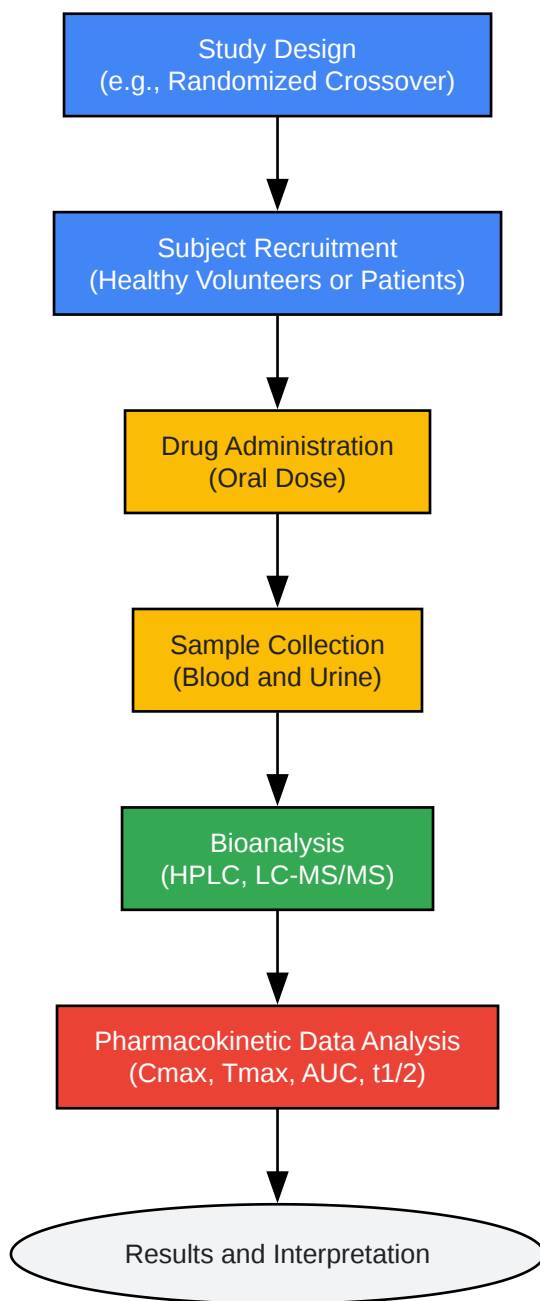 Study Design
(e.g., Randomized Crossover)
Subject Recruitment
(Healthy Volunteers or Patients)
Drug Administration
(Oral Dose)
Sample Collection
(Blood and Urine)
Bioanalysis
(HPLC, LC-MS/MS)
Pharmacokinetic Data Analysis
(Cmax, Tmax, AUC, t1/2)
Results and Interpretation